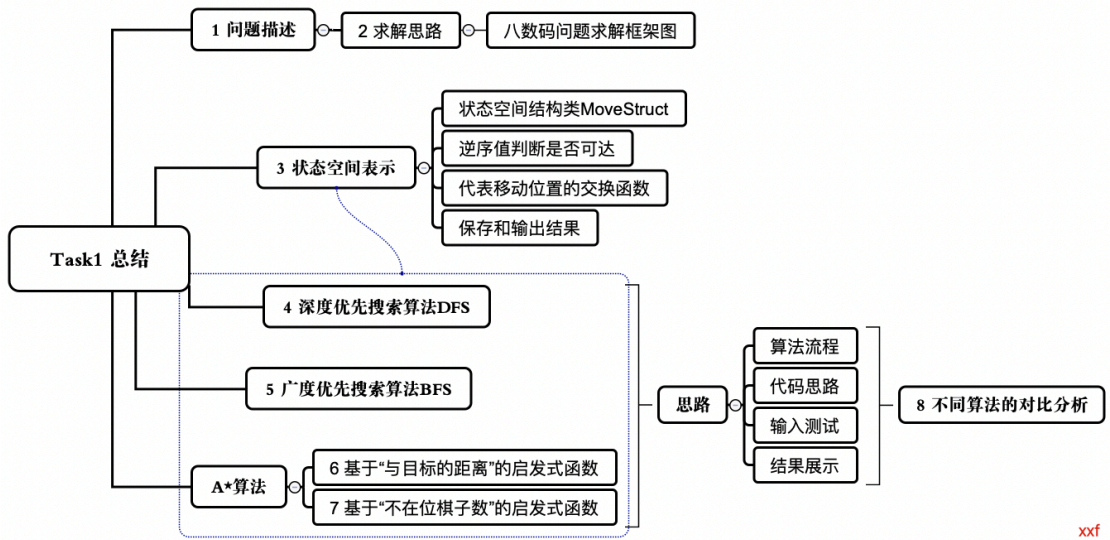 1 问题描述
2 求解思路
八数码问题求解框架图
状态空间结构类MoveStruct
逆序值判断是否可达
3 状态空间表示
代表移动位置的交换函数
保存和输出结果
Task1 总结
4 深度优先搜索算法DFS
5 广度优先搜索算法BFS
A*算法
6 基于“与目标的距离”的启发式函数
7 基于“不在位棋子数”的启发式函数
思路
算法流程
代码思路
输入测试
结果展示
8 不同算法的对比分析
xxf